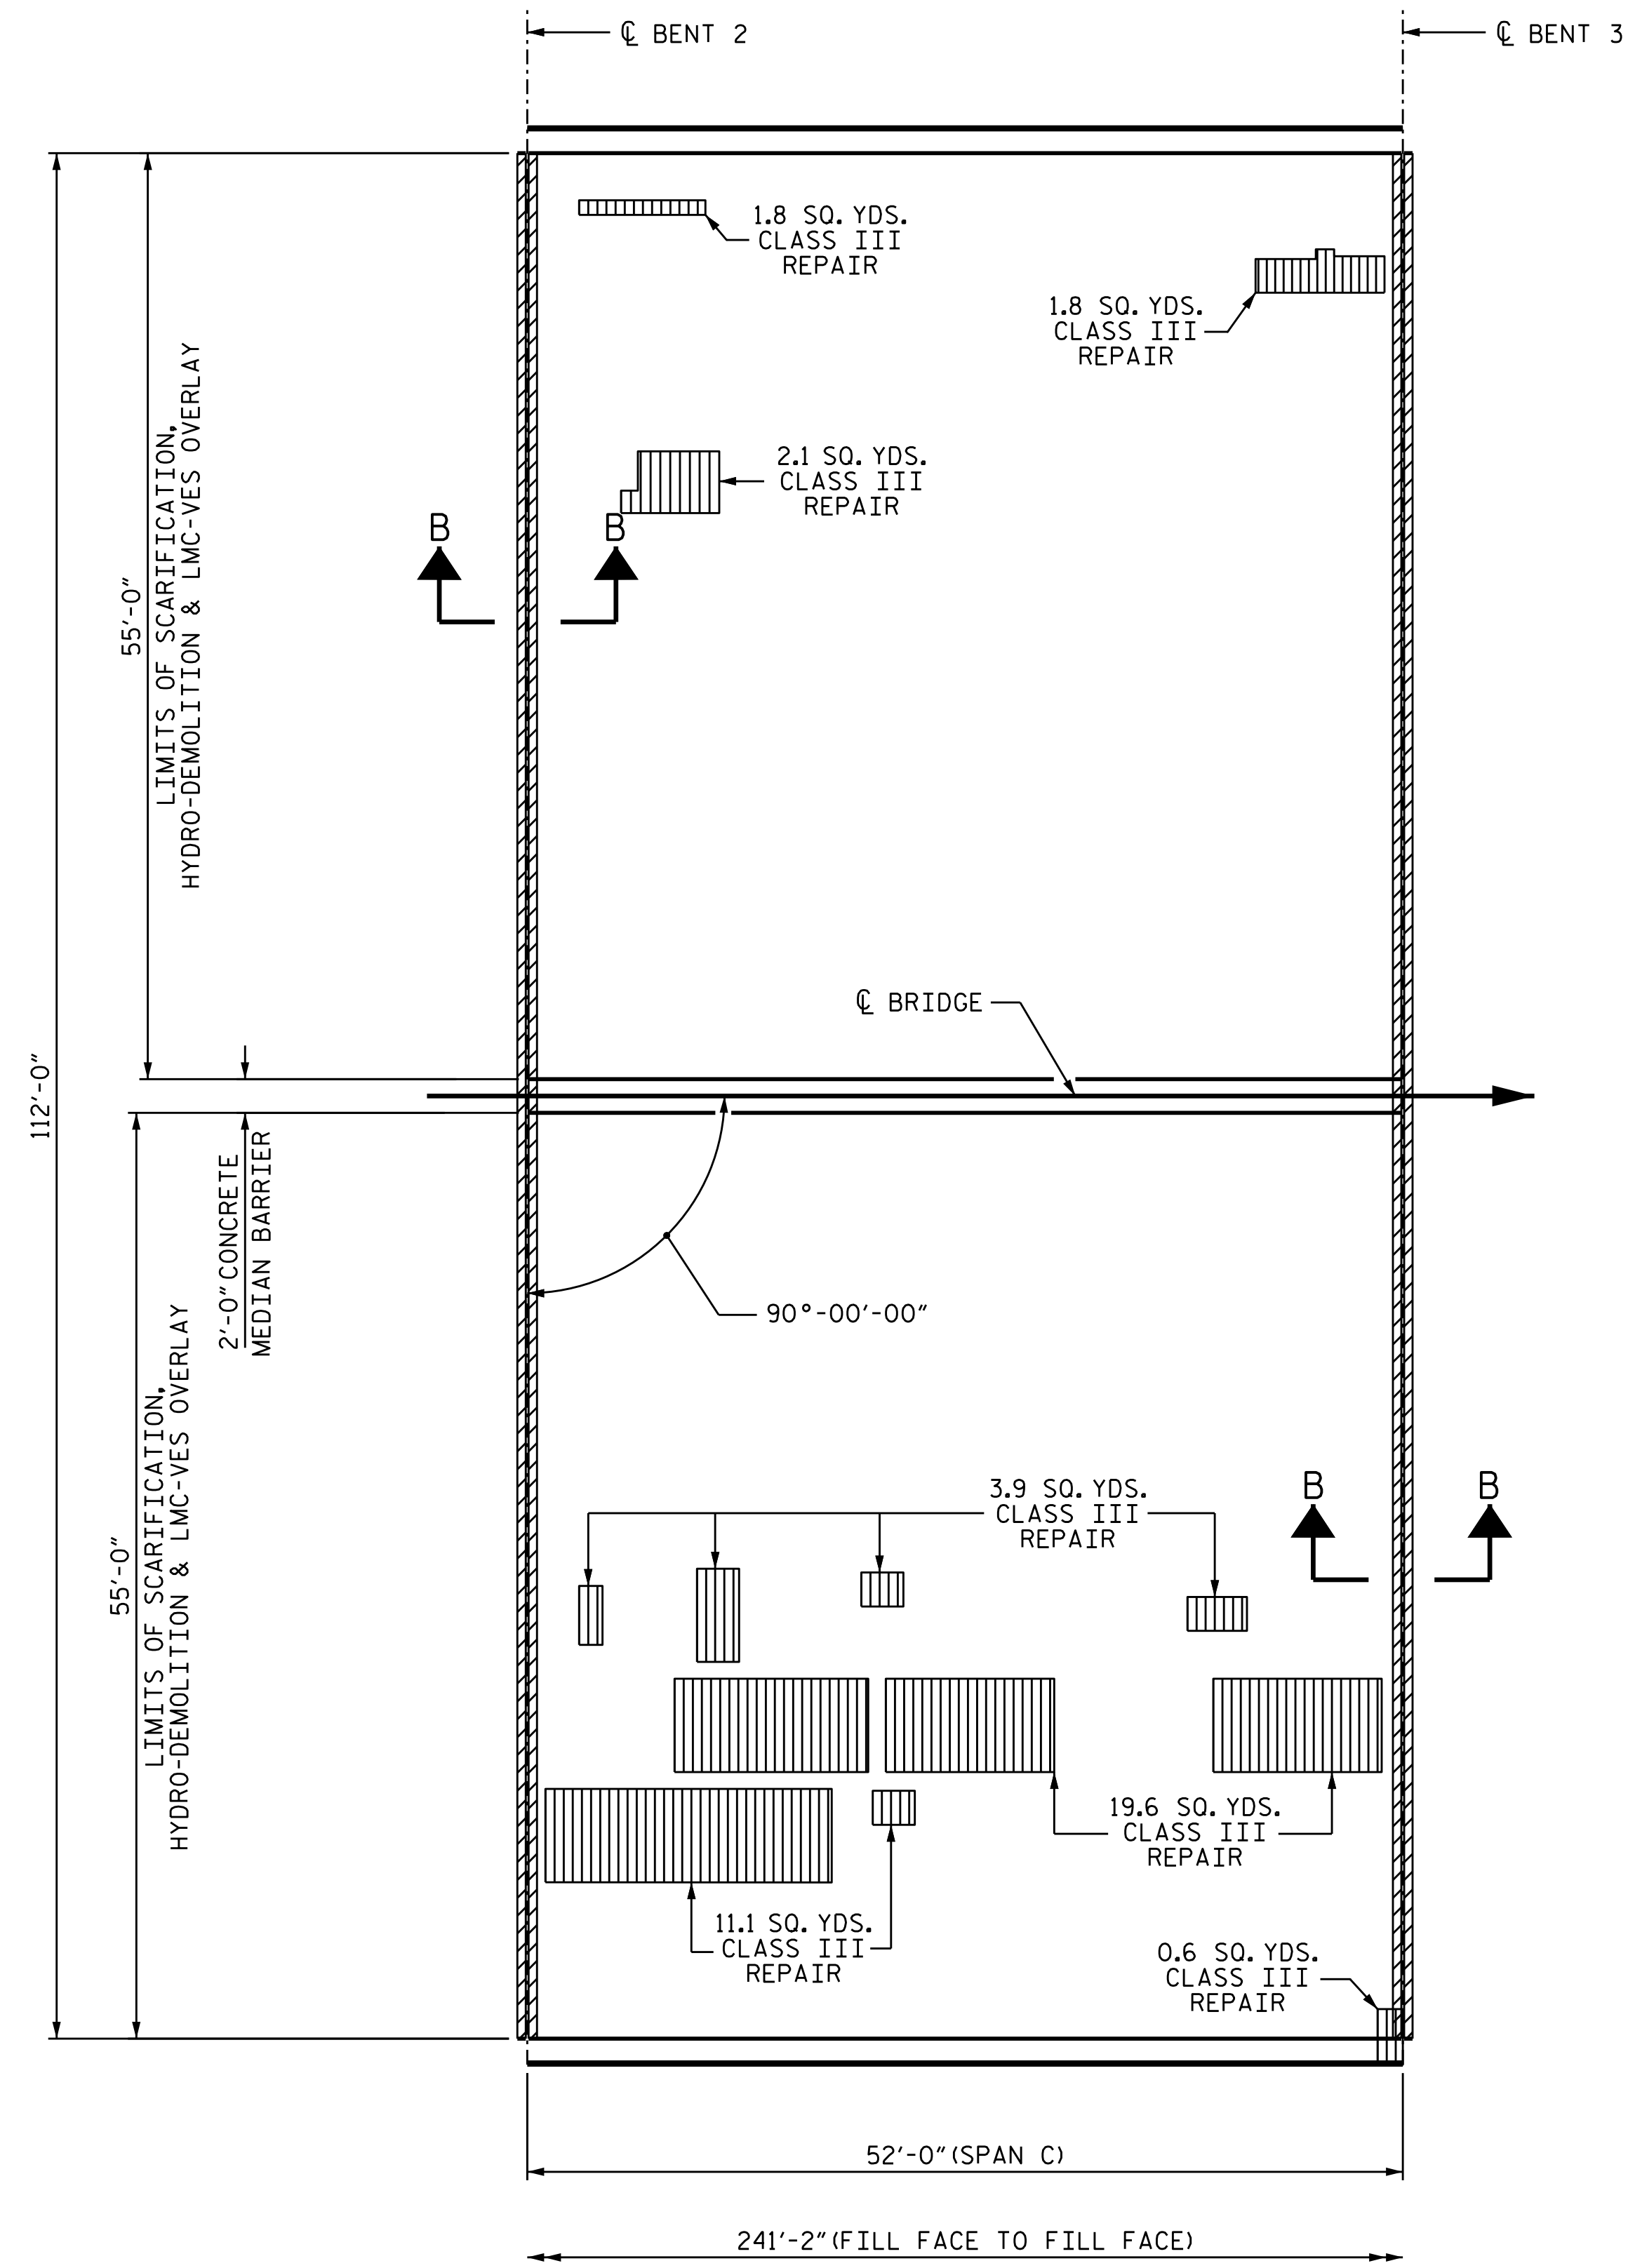 ℄ BENT 2
℄ BENT 3
1.8 SQ. YDS.
CLASS III
REPAIR
1.8 SQ. YDS.
CLASS III
REPAIR
2.1 SQ. YDS.
CLASS III
REPAIR
B
B
55'-0"
LIMITS OF SCARIFICATION,
HYDRO-DEMOLITION & LMC-VES OVERLAY
112'-0"
℄ BRIDGE
2'-0" CONCRETE
MEDIAN BARRIER
90°-00'-00"
55'-0"
LIMITS OF SCARIFICATION,
HYDRO-DEMOLITION & LMC-VES OVERLAY
3.9 SQ. YDS.
CLASS III
REPAIR
B
B
19.6 SQ. YDS.
CLASS III
REPAIR
11.1 SQ. YDS.
CLASS III
REPAIR
0.6 SQ. YDS.
CLASS III
REPAIR
52'-0" (SPAN C)
241'-2" (FILL FACE TO FILL FACE)